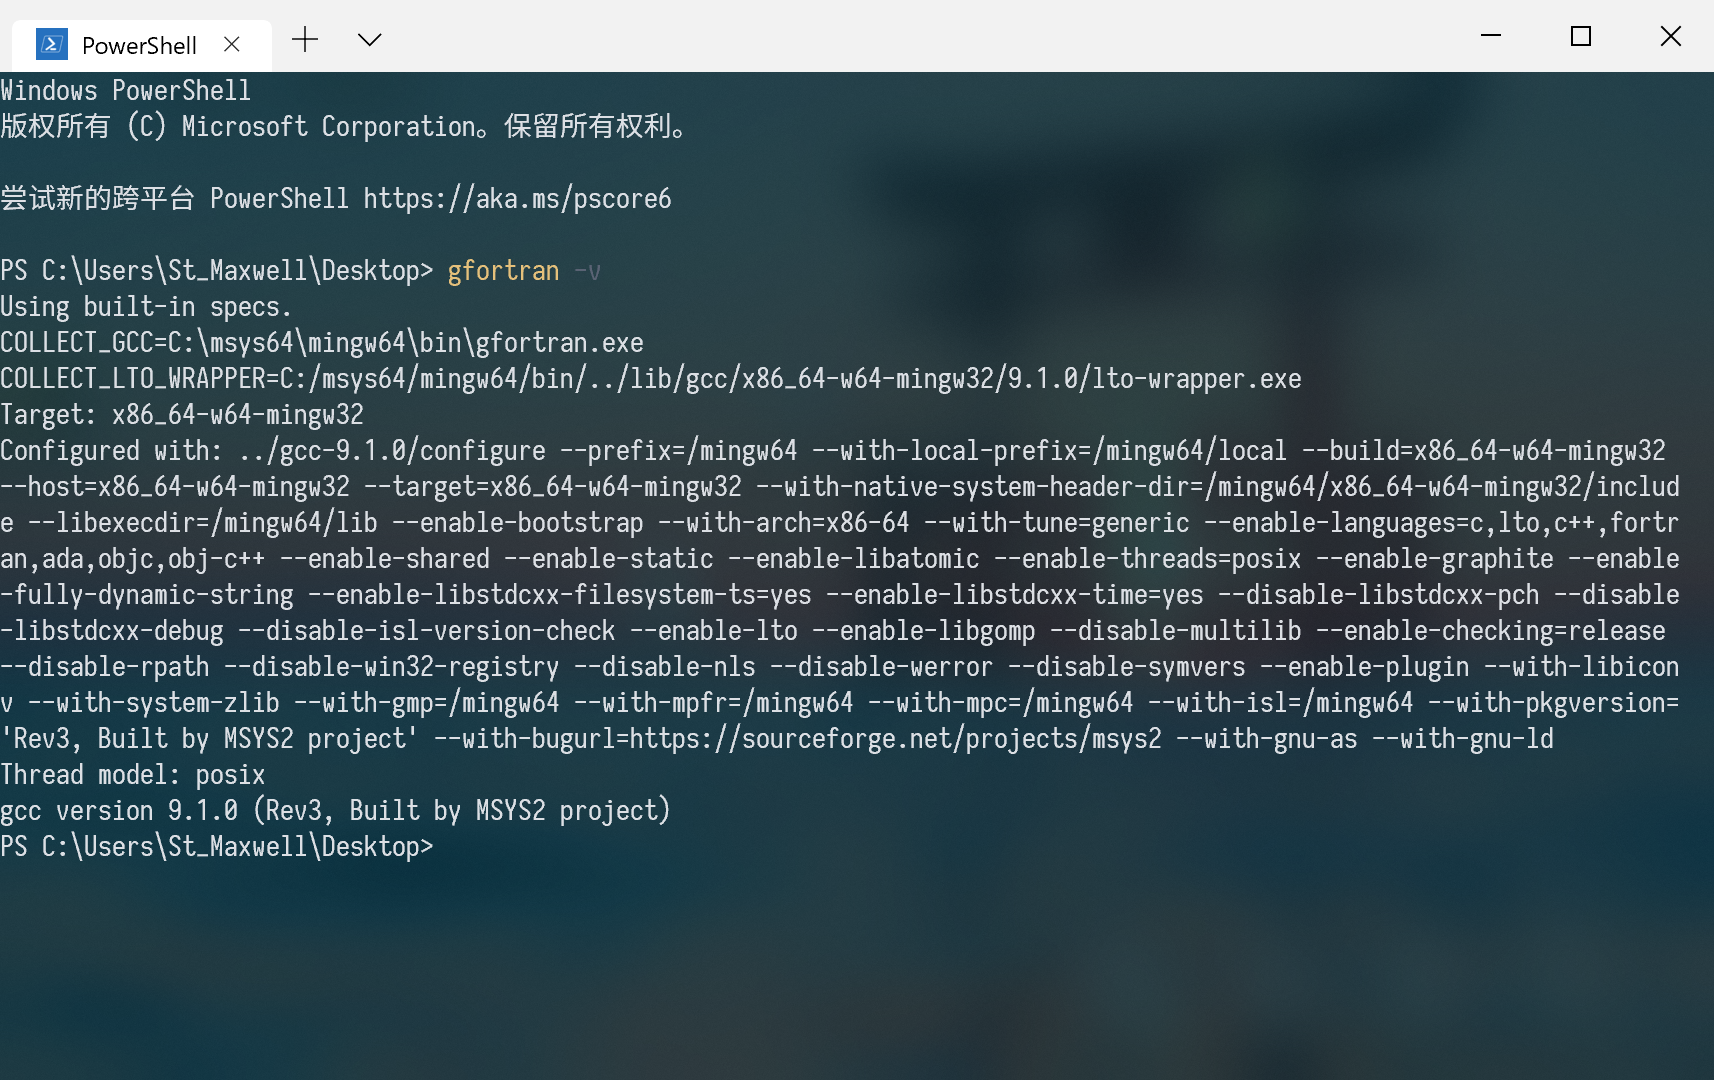 PowerShell
Windows PowerShell
版权所有 (C) Microsoft Corporation。保留所有权利。
尝试新的跨平台 PowerShell https://aka.ms/pscore6
PS C:\Users\St_Maxwell\Desktop> gfortran -v
Using built-in specs.
COLLECT_GCC=C:\msys64\mingw64\bin\gfortran.exe
COLLECT_LTO_WRAPPER=C:/msys64/mingw64/bin/../lib/gcc/x86_64-w64-mingw32/9.1.0/lto-wrapper.exe
Target: x86_64-w64-mingw32
Configured with: ../gcc-9.1.0/configure --prefix=/mingw64 --with-local-prefix=/mingw64/local --build=x86_64-w64-mingw32
--host=x86_64-w64-mingw32 --target=x86_64-w64-mingw32 --with-native-system-header-dir=/mingw64/x86_64-w64-mingw32/includ
e --libexecdir=/mingw64/lib --enable-bootstrap --with-arch=x86-64 --with-tune=generic --enable-languages=c,lto,c++,fortr
an,ada,objc,obj-c++ --enable-shared --enable-static --enable-libatomic --enable-threads=posix --enable-graphite --enable
-fully-dynamic-string --enable-libstdcxx-filesystem-ts=yes --enable-libstdcxx-time=yes --disable-libstdcxx-pch --disable
-libstdcxx-debug --disable-isl-version-check --enable-lto --enable-libgomp --disable-multilib --enable-checking=release
--disable-rpath --disable-win32-registry --disable-nls --disable-werror --disable-symvers --enable-plugin --with-libicon
v --with-system-zlib --with-gmp=/mingw64 --with-mpfr=/mingw64 --with-mpc=/mingw64 --with-isl=/mingw64 --with-pkgversion=
'Rev3, Built by MSYS2 project' --with-bugurl=https://sourceforge.net/projects/msys2 --with-gnu-as --with-gnu-ld
Thread model: posix
gcc version 9.1.0 (Rev3, Built by MSYS2 project)
PS C:\Users\St_Maxwell\Desktop>